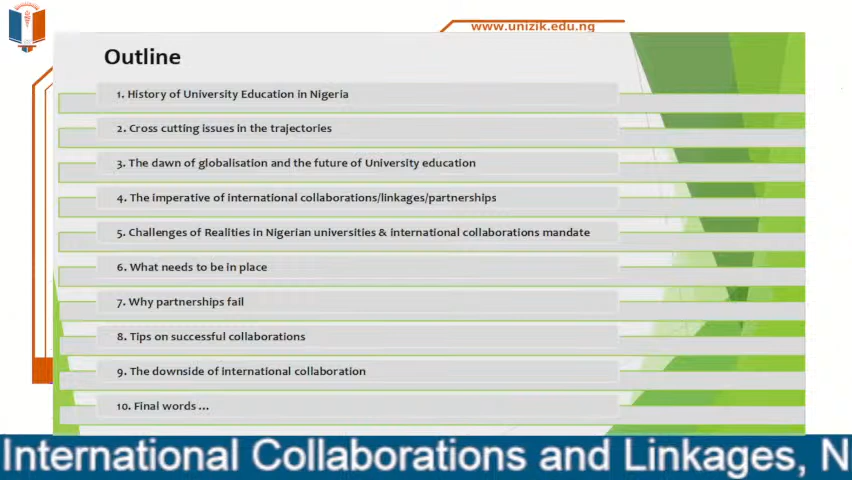 www.unizik.edu.ng
Outline
1. History of University Education in Nigeria
2. Cross cutting issues in the trajectories
3. The dawn of globalisation and the future of University education
4. The imperative of international collaborations/linkages/partnerships
5. Challenges of Realities in Nigerian universities & international collaborations mandate
6. What needs to be in place
7. Why partnerships fail
8. Tips on successful collaborations
9. The downside of international collaboration
10. Final words ...
International Collaborations and Linkages, N